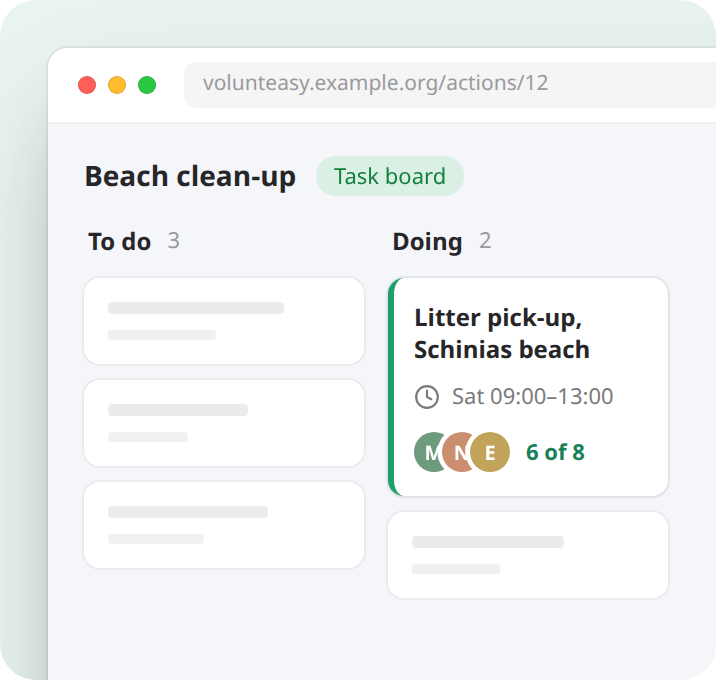 volunteasy.example.org/actions/12
Beach clean-up
Task board
To do 3
Doing 2
Litter pick-up,
Schinias beach
Sat 09:00–13:00
M N E 6 of 8